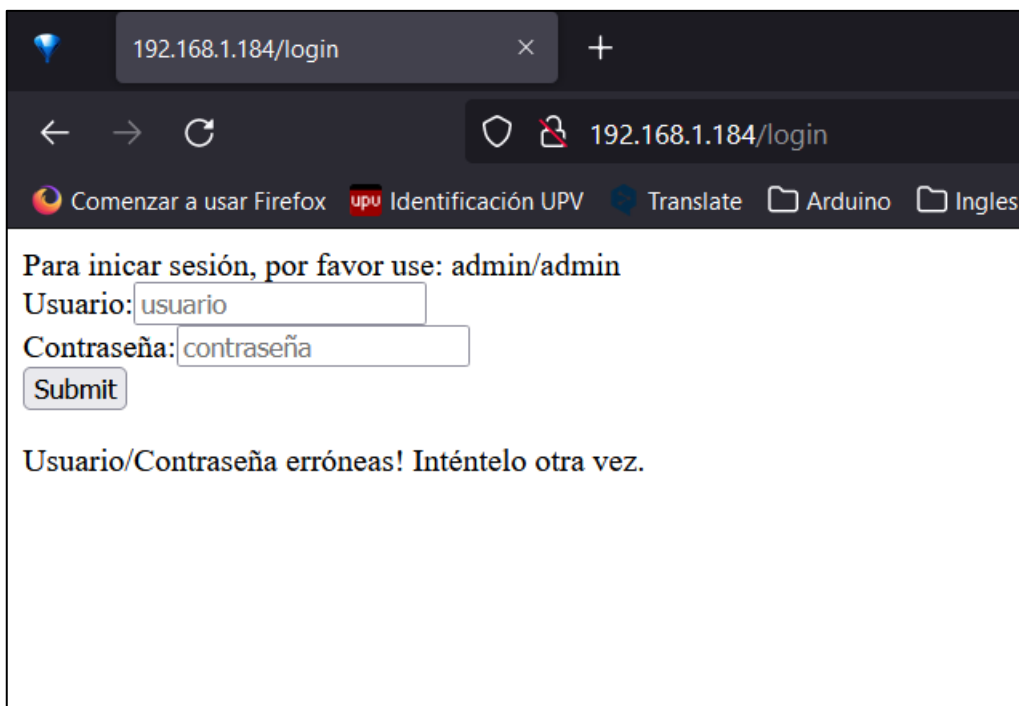 192.168.1.184/login
192.168.1.184/login
Comenzar a usar Firefox upv Identificación UPV Translate Arduino Ingles
Para inicar sesión, por favor use: admin/admin
Usuario: usuario
Contraseña: contraseña
Submit
Usuario/Contraseña erróneas! Inténtelo otra vez.